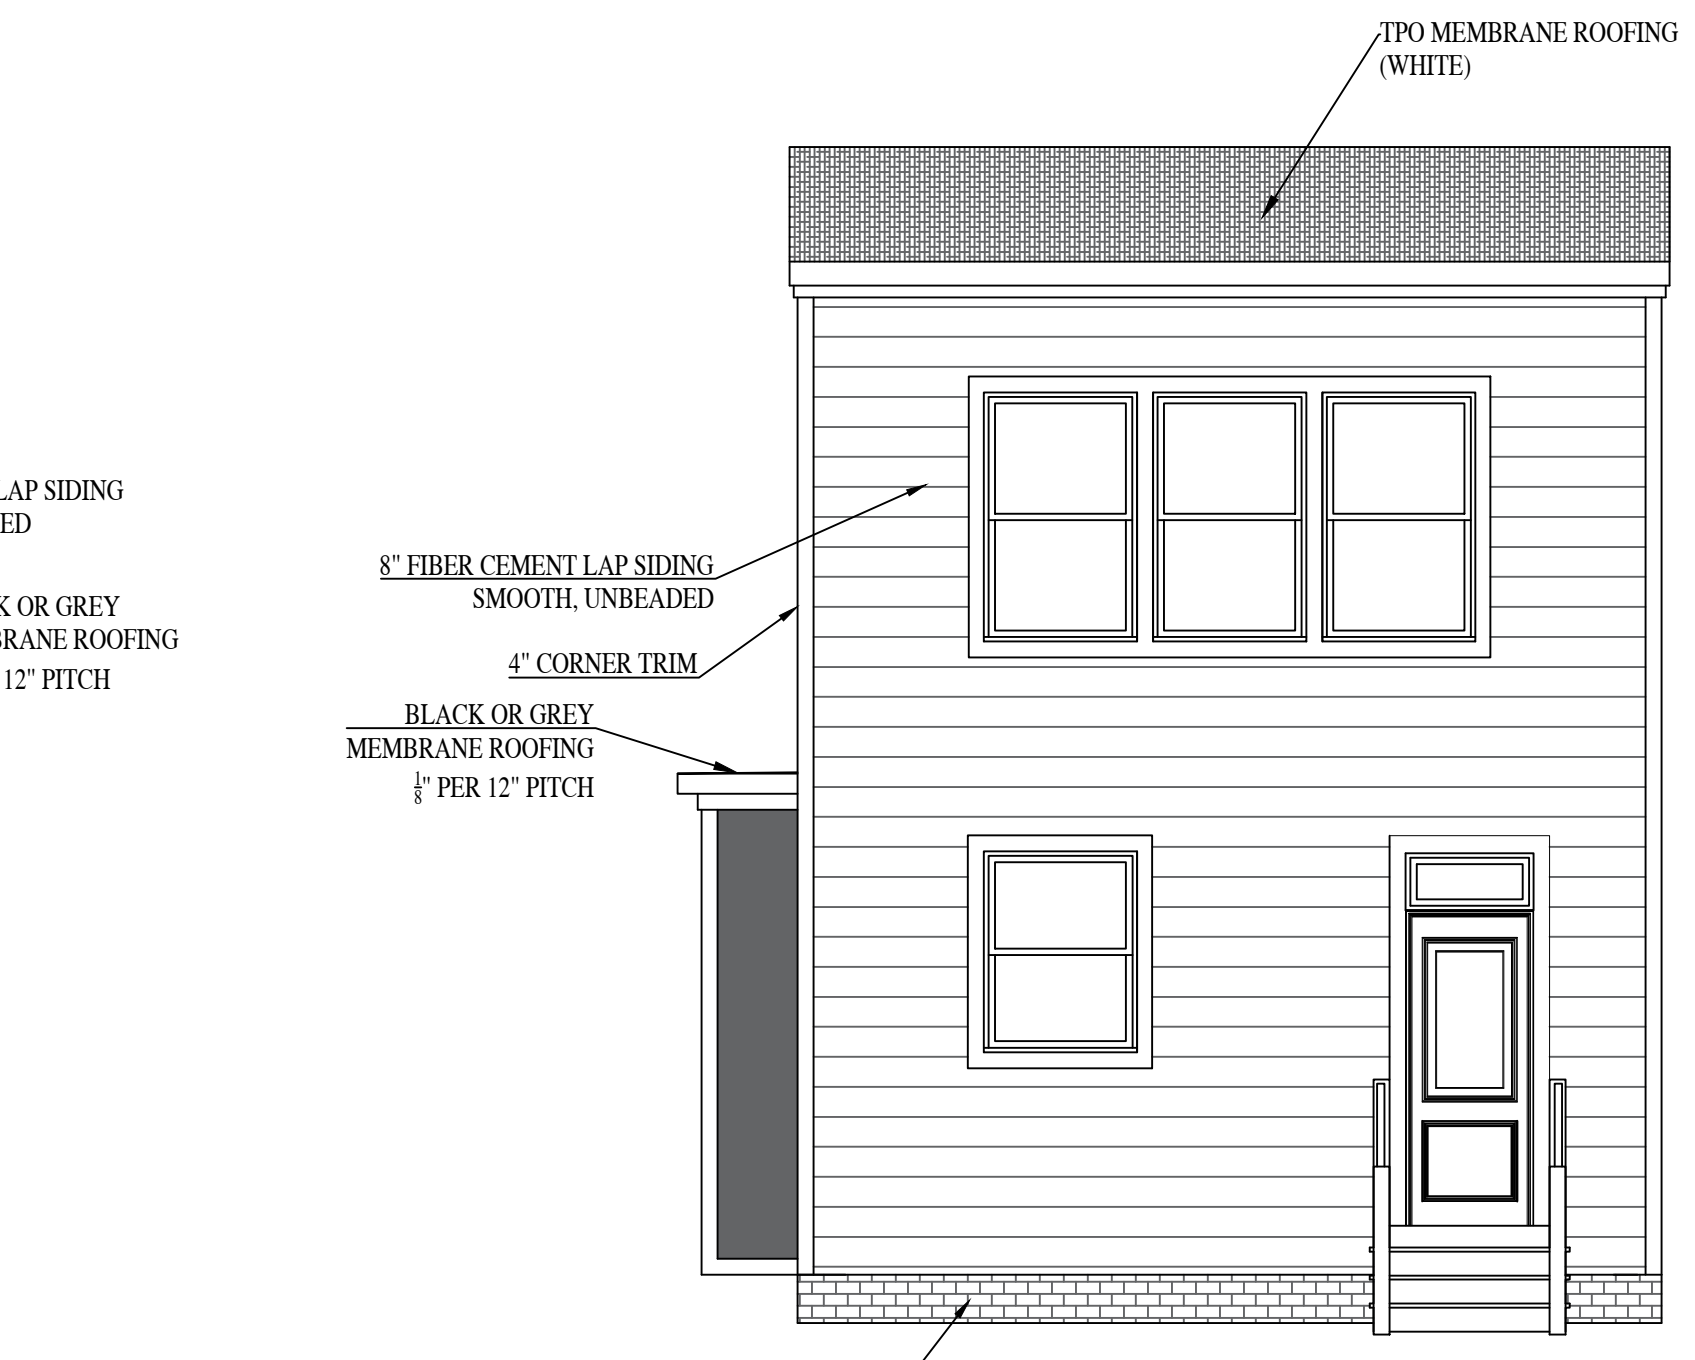 TPO MEMBRANE ROOFING
(WHITE)
LAP SIDING
ED
8" FIBER CEMENT LAP SIDING
SMOOTH, UNBEADED
K OR GREY
BRANE ROOFING
12" PITCH
4" CORNER TRIM
BLACK OR GREY
MEMBRANE ROOFING
⅛" PER 12" PITCH